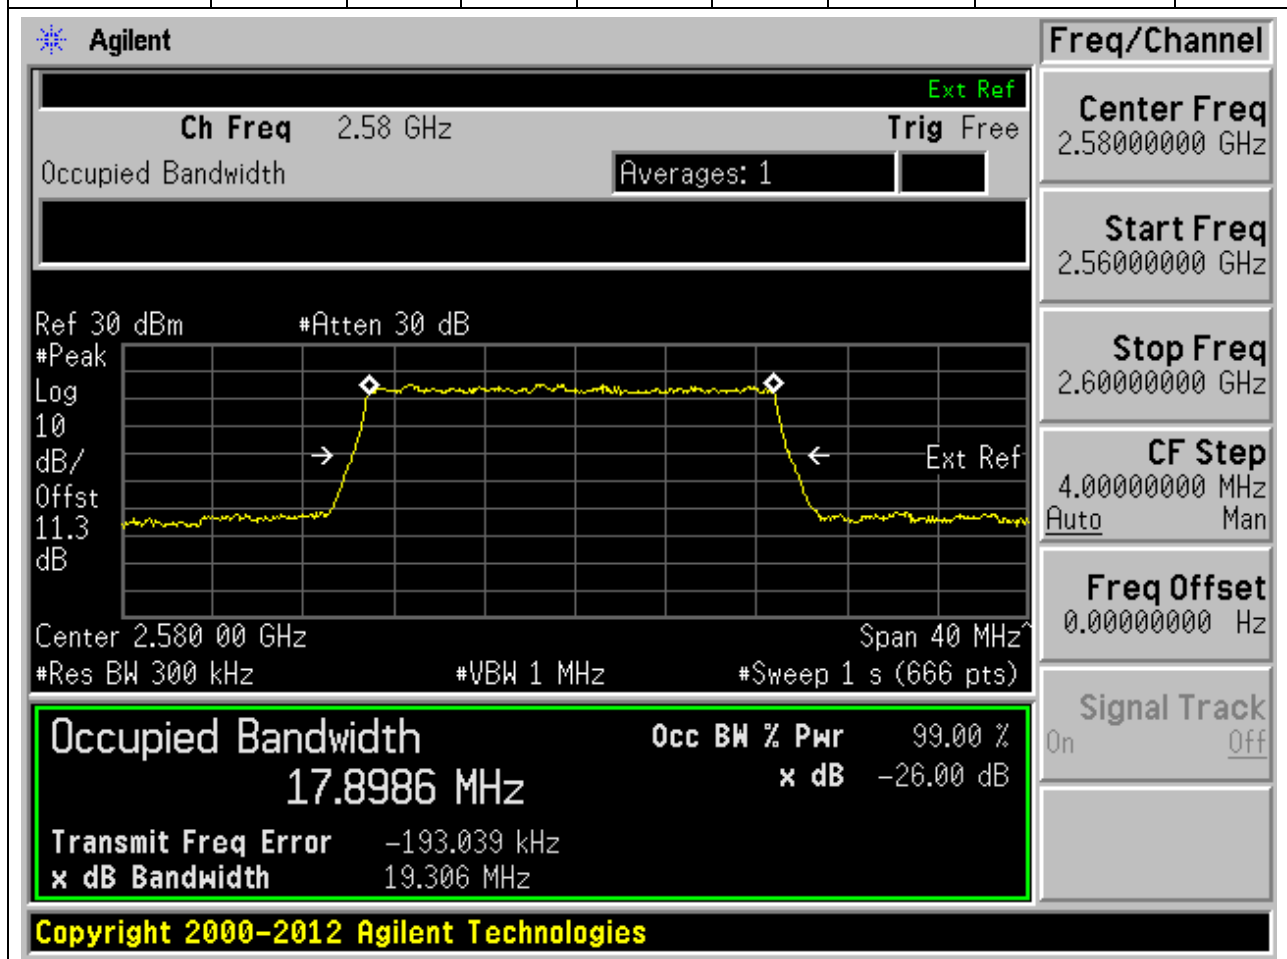 Agilent
Freq/Channel
Ext Ref
Ch Freq 2.58 GHz Trig Free
Occupied Bandwidth Averages: 1
Center Freq
2.58000000 GHz
Start Freq
2.56000000 GHz
Stop Freq
2.60000000 GHz
CF Step
4.00000000 MHz
Auto Man
Freq Offset
0.00000000 Hz
Signal Track
On Off
Ref 30 dBm #Atten 30 dB
#Peak
Log
10
dB/
Offst
11.3
dB
Ext Ref
Center 2.580 00 GHz Span 40 MHz^
#Res BW 300 kHz #VBW 1 MHz #Sweep 1 s (666 pts)
Occupied Bandwidth Occ BW % Pwr 99.00 %
17.8986 MHz x dB -26.00 dB
Transmit Freq Error -193.039 kHz
x dB Bandwidth 19.306 MHz
Copyright 2000-2012 Agilent Technologies